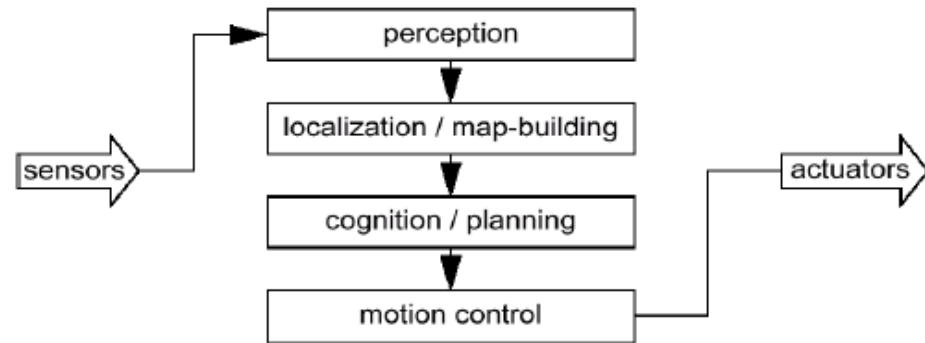 perception
localization / map-building
sensors
actuators
cognition / planning
motion control